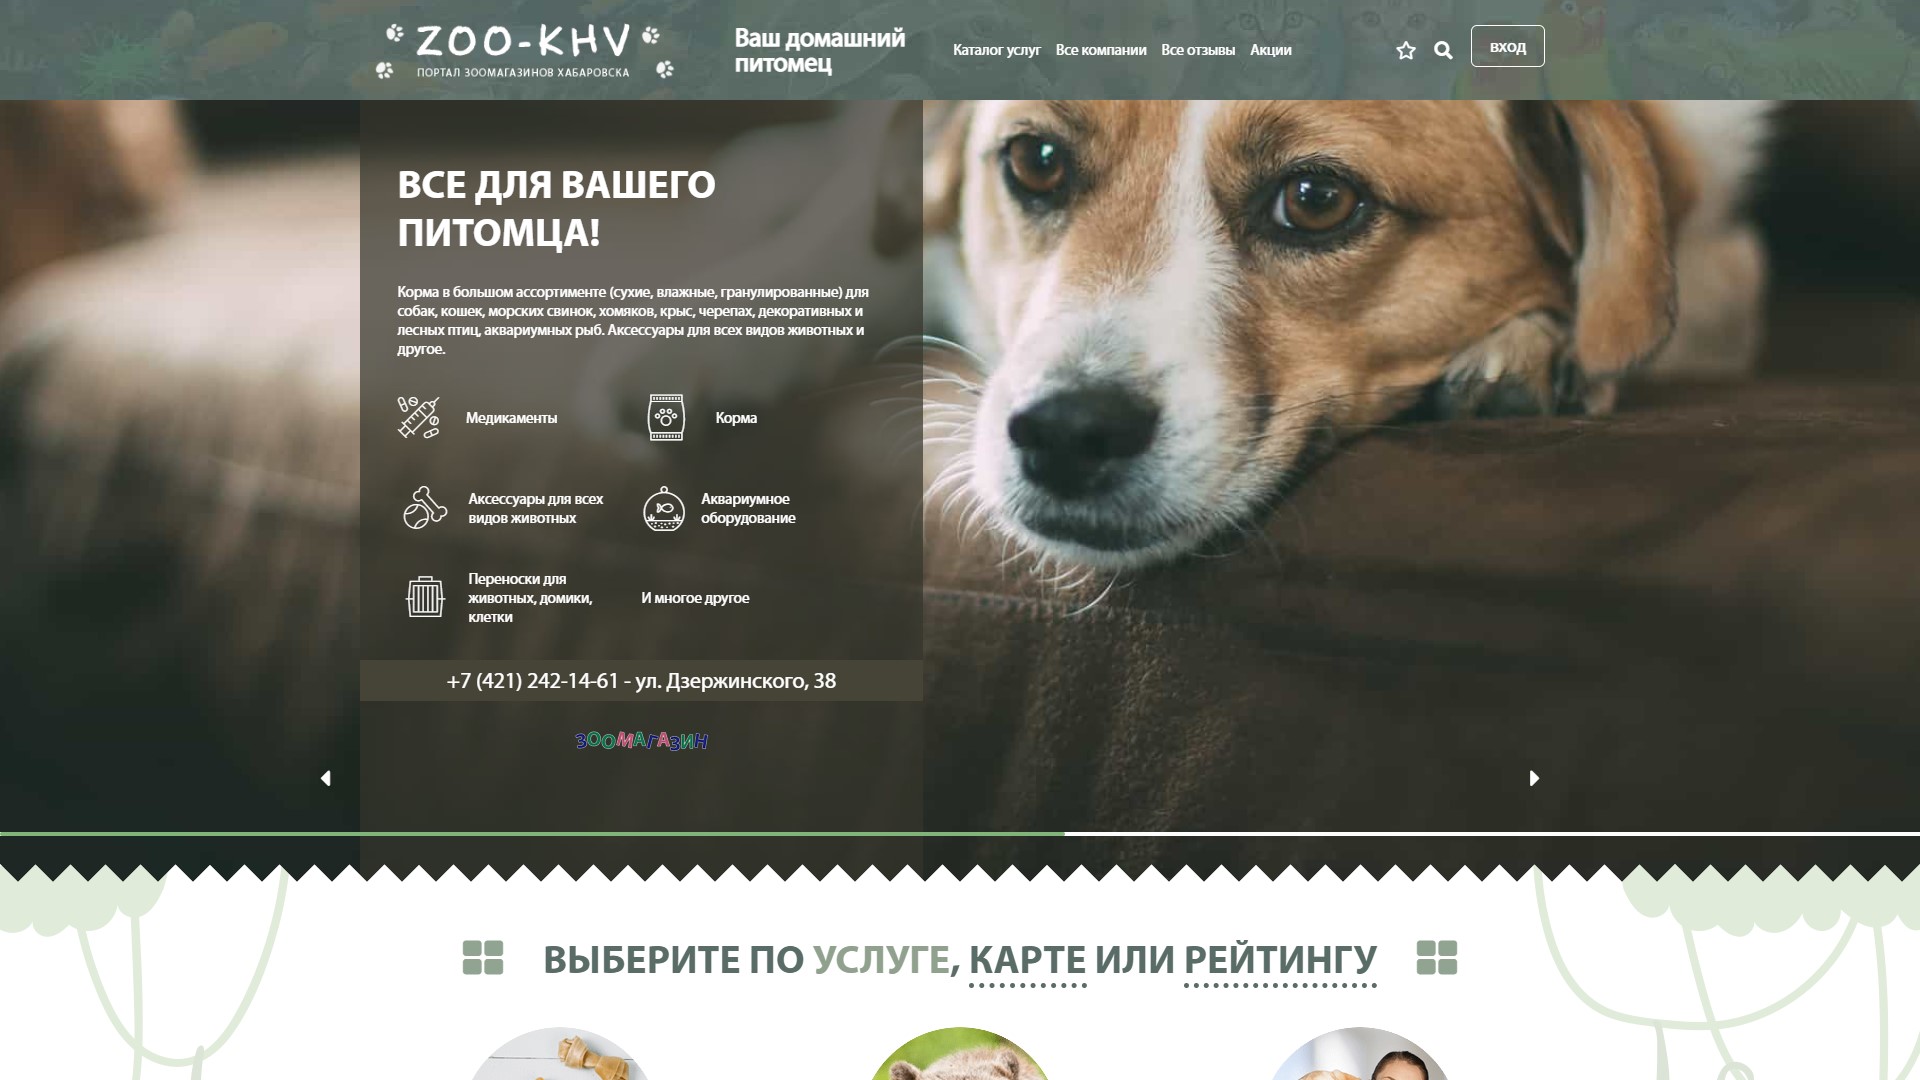 ZOO-KHV
ПОРТАЛ ЗООМАГАЗИНОВ ХАБАРОВСКА
Ваш домашний
питомец
Каталог услуг
Все компании
Все отзывы
Акции
ВХОД
ВСЕ ДЛЯ ВАШЕГО
ПИТОМЦА!
Корма в большом ассортименте (сухие, влажные, гранулированные) для
собак, кошек, морских свинок, хомяков, крыс, черепах, декоративных и
лесных птиц, аквариумных рыб. Аксессуары для всех видов животных и
другое.
Медикаменты
Корма
Аксессуары для всех
видов животных
Аквариумное
оборудование
Переноски для
животных, домики,
клетки
И многое другое
+7 (421) 242-14-61 - ул. Дзержинского, 38
ЗООМАГАЗИН
ВЫБЕРИТЕ ПО УСЛУГЕ, КАРТЕ ИЛИ РЕЙТИНГУ